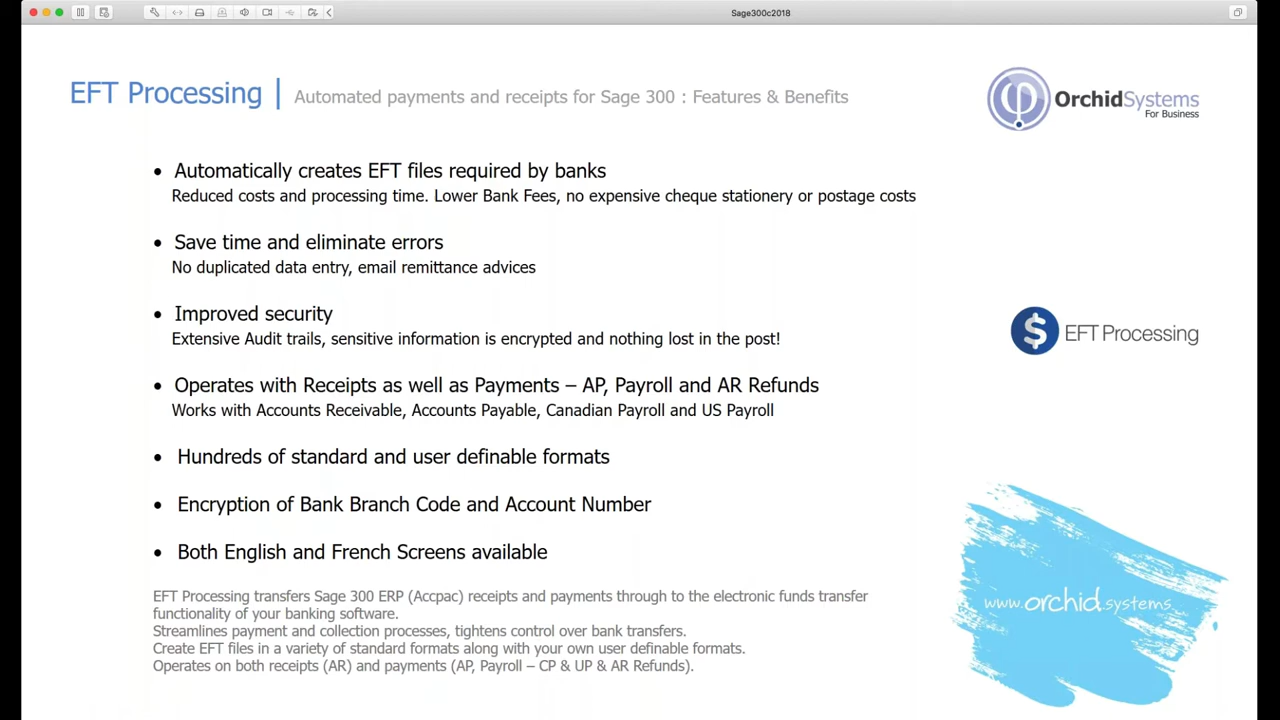 Sage300c2018
EFT Processing | Automated payments and receipts for Sage 300 : Features & Benefits
OrchidSystems
For Business
• Automatically creates EFT files required by banks
Reduced costs and processing time. Lower Bank Fees, no expensive cheque stationery or postage costs
• Save time and eliminate errors
No duplicated data entry, email remittance advices
• Improved security
Extensive Audit trails, sensitive information is encrypted and nothing lost in the post!
$ EFT Processing
• Operates with Receipts as well as Payments – AP, Payroll and AR Refunds
Works with Accounts Receivable, Accounts Payable, Canadian Payroll and US Payroll
• Hundreds of standard and user definable formats
• Encryption of Bank Branch Code and Account Number
• Both English and French Screens available
EFT Processing transfers Sage 300 ERP (Accpac) receipts and payments through to the electronic funds transfer
functionality of your banking software.
Streamlines payment and collection processes, tightens control over bank transfers.
Create EFT files in a variety of standard formats along with your own user definable formats.
Operates on both receipts (AR) and payments (AP, Payroll – CP & UP & AR Refunds).
www.orchid.systems